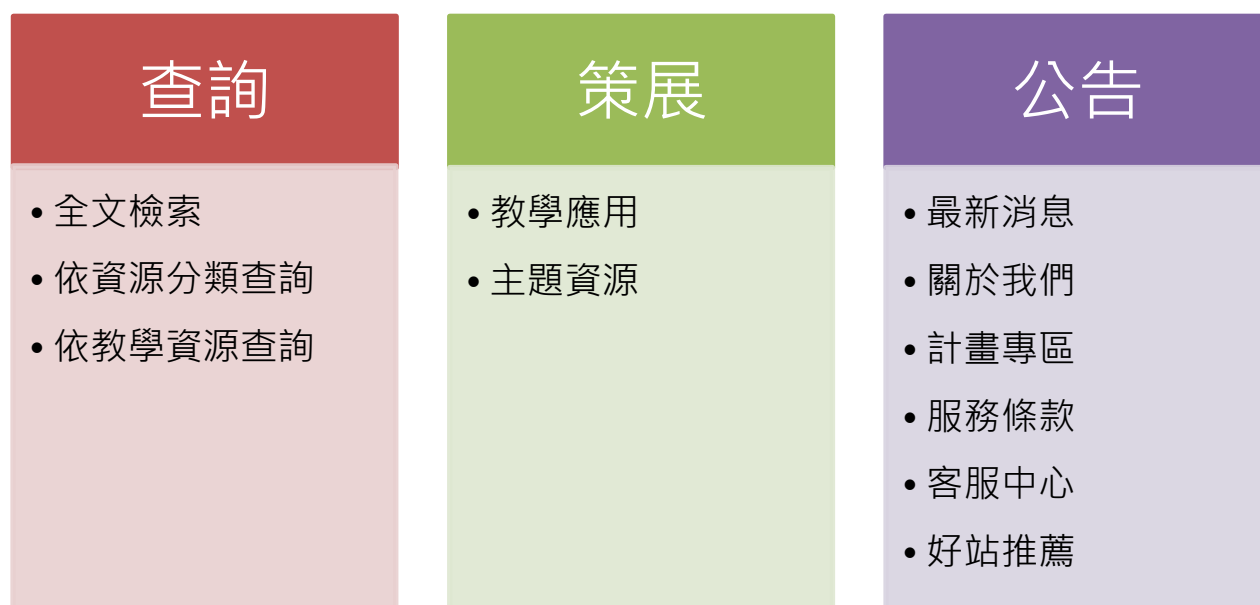 查詢
• 全文檢索
• 依資源分類查詢
• 依教學資源查詢
策展
• 教學應用
• 主題資源
公告
• 最新消息
• 關於我們
• 計畫專區
• 服務條款
• 客服中心
• 好站推薦